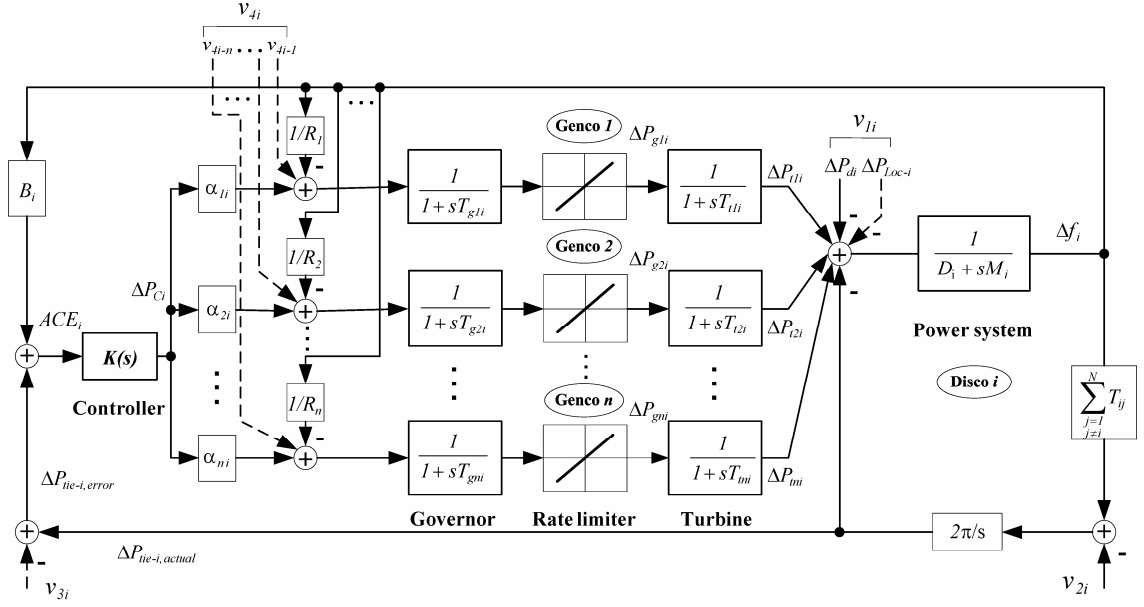 v4i
v4i-n ... v4i-1
... ...
1/R1 -
Genco 1
ΔPg1i
v1i
ΔPdi ΔPLoc-i
Bi
α1i
+
1
1+sTg1i
1
1+sTt1i
ΔPt1i
-
-
1/R2 -
Genco 2
ΔPg2i
+
1
Di + sMi
Δfi
ΔPCi
α2i
+
1
1+sTg2i
1
1+sTt2i
ΔPt2i
-
Power system
ACEi
+
K(s)
Controller
Disco i
1/Rn -
Genco n
ΔPgni
N
∑ Tij
j=1
j≠i
αni
+
1
1+sTgni
1
1+sTtni
ΔPtni
ΔPtie-i,error
Governor Rate limiter Turbine
+
2π/s
+
ΔPtie-i,actual
-
-
v3i
v2i